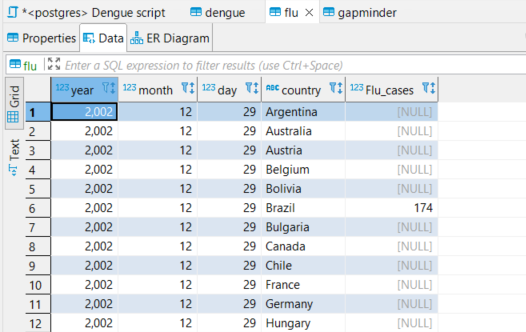 *<postgres> Dengue script dengue flu gapminder
Properties Data ER Diagram
flu Enter a SQL expression to filter results (use Ctrl+Space)
Grid
Text
123 year 123 month 123 day ABC country 123 Flu_cases
1 2,002 12 29 Argentina [NULL]
2 2,002 12 29 Australia [NULL]
3 2,002 12 29 Austria [NULL]
4 2,002 12 29 Belgium [NULL]
5 2,002 12 29 Bolivia [NULL]
6 2,002 12 29 Brazil 174
7 2,002 12 29 Bulgaria [NULL]
8 2,002 12 29 Canada [NULL]
9 2,002 12 29 Chile [NULL]
10 2,002 12 29 France [NULL]
11 2,002 12 29 Germany [NULL]
12 2,002 12 29 Hungary [NULL]